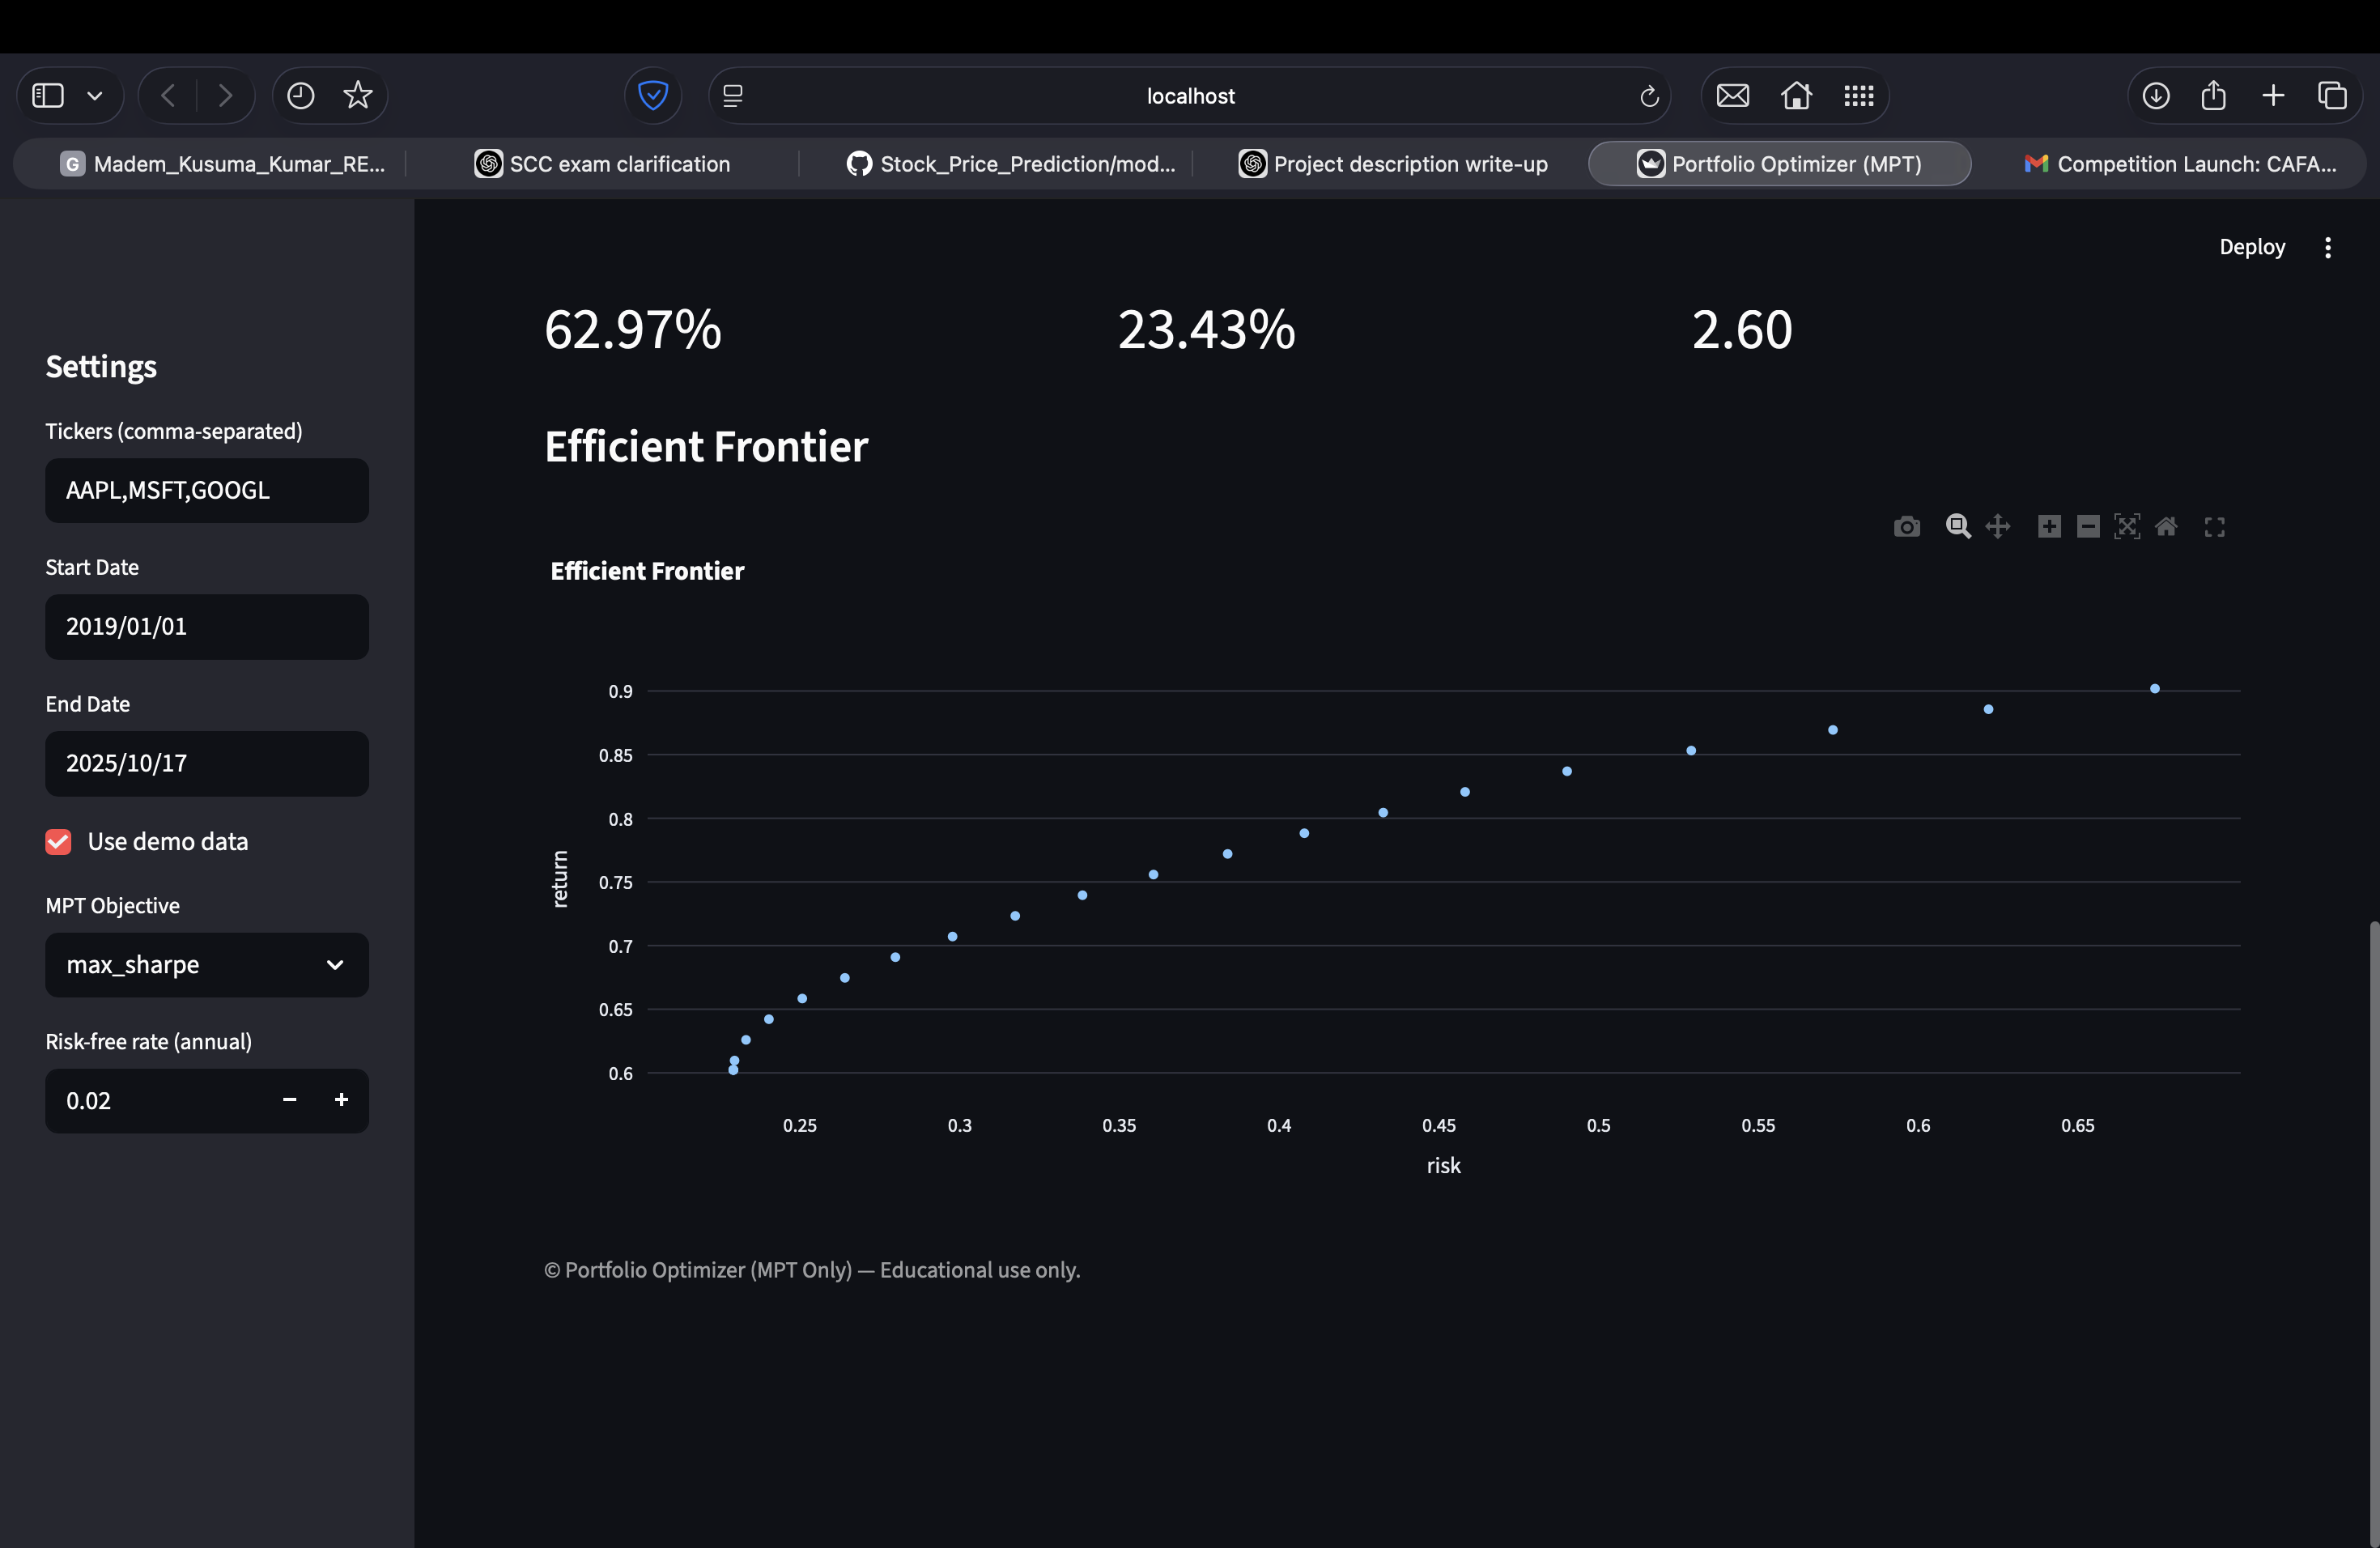 localhost
G Madem_Kusuma_Kumar_RE...
SCC exam clarification
Stock_Price_Prediction/mod...
Project description write-up
Portfolio Optimizer (MPT)
Competition Launch: CAFA...
Deploy
Settings
Tickers (comma-separated)
AAPL,MSFT,GOOGL
Start Date
2019/01/01
End Date
2025/10/17
Use demo data
MPT Objective
max_sharpe
Risk-free rate (annual)
0.02
62.97%
23.43%
2.60
Efficient Frontier
Efficient Frontier
0.9
0.85
0.8
0.75
0.7
0.65
0.6
return
0.25 0.3 0.35 0.4 0.45 0.5 0.55 0.6 0.65
risk
© Portfolio Optimizer (MPT Only) — Educational use only.